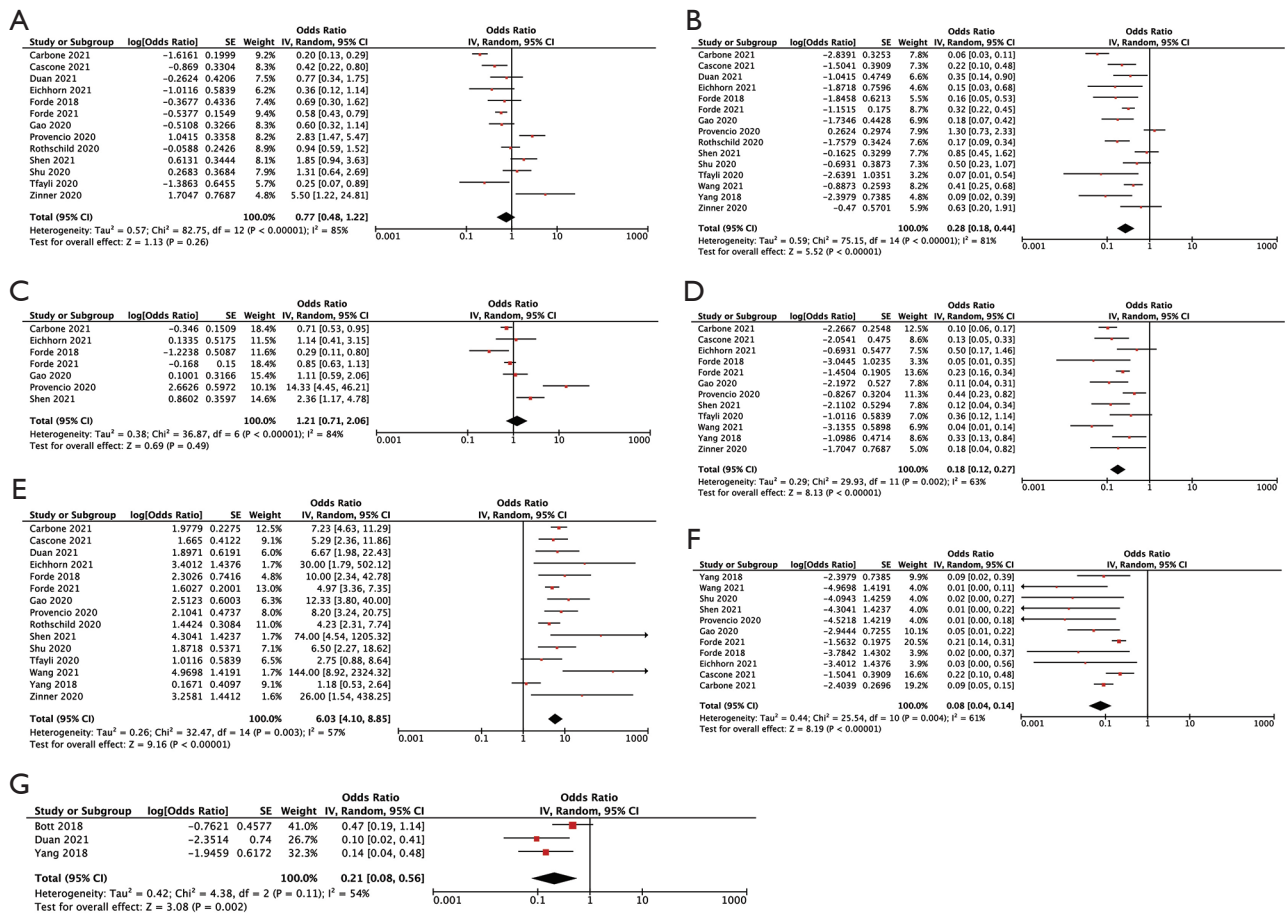 A
Odds Ratio Odds Ratio
Study or Subgroup log[Odds Ratio] SE Weight IV, Random, 95% CI IV, Random, 95% CI
Carbone 2021 −1.6161 0.1999 9.2% 0.20 [0.13, 0.29]
Cascone 2021 −0.869 0.3304 8.3% 0.42 [0.22, 0.80]
Duan 2021 −0.2624 0.4206 7.5% 0.77 [0.34, 1.75]
Eichhorn 2021 −1.0116 0.5839 6.2% 0.36 [0.12, 1.14]
Forde 2018 −0.3677 0.4336 7.4% 0.69 [0.30, 1.62]
Forde 2021 −0.5377 0.1549 9.5% 0.58 [0.43, 0.79]
Gao 2020 −0.5108 0.3266 8.3% 0.60 [0.32, 1.14]
Provencio 2020 1.0415 0.3358 8.2% 2.83 [1.47, 5.47]
Rothschild 2020 −0.0588 0.2426 8.9% 0.94 [0.59, 1.52]
Shen 2021 0.6131 0.3444 8.1% 1.85 [0.94, 3.63]
Shu 2020 0.2683 0.3684 7.9% 1.31 [0.64, 2.69]
Tfayli 2020 −1.3863 0.6455 5.7% 0.25 [0.07, 0.89]
Zinner 2020 1.7047 0.7687 4.8% 5.50 [1.22, 24.81]
Total (95% CI) 100.0% 0.77 [0.48, 1.22]
Heterogeneity: Tau² = 0.57; Chi² = 82.75, df = 12 (P < 0.00001); I² = 85%
Test for overall effect: Z = 1.13 (P = 0.26)
0.001 0.1 1 10 1000
B
Odds Ratio Odds Ratio
Study or Subgroup log[Odds Ratio] SE Weight IV, Random, 95% CI IV, Random, 95% CI
Carbone 2021 −2.8391 0.3253 7.8% 0.06 [0.03, 0.11]
Cascone 2021 −1.5041 0.3909 7.3% 0.22 [0.10, 0.48]
Duan 2021 −1.0415 0.4749 6.7% 0.35 [0.14, 0.90]
Eichhorn 2021 −1.8718 0.7596 4.6% 0.15 [0.03, 0.68]
Forde 2018 −1.8458 0.6213 5.5% 0.16 [0.05, 0.53]
Forde 2021 −1.1515 0.175 8.6% 0.32 [0.22, 0.45]
Gao 2020 −1.7346 0.4428 6.9% 0.18 [0.07, 0.42]
Provencio 2020 0.2624 0.2974 8.0% 1.30 [0.73, 2.33]
Rothschild 2020 −1.7579 0.3424 7.7% 0.17 [0.09, 0.34]
Shen 2021 −0.1625 0.3299 7.8% 0.85 [0.45, 1.62]
Shu 2020 −0.6931 0.3873 7.4% 0.50 [0.23, 1.07]
Tfayli 2020 −2.6391 1.0351 3.2% 0.07 [0.01, 0.54]
Wang 2021 −0.8873 0.2593 8.2% 0.41 [0.25, 0.68]
Yang 2018 −2.3979 0.7385 4.7% 0.09 [0.02, 0.39]
Zinner 2020 −0.47 0.5701 5.9% 0.63 [0.20, 1.91]
Total (95% CI) 100.0% 0.28 [0.18, 0.44]
Heterogeneity: Tau² = 0.59; Chi² = 75.15, df = 14 (P < 0.00001); I² = 81%
Test for overall effect: Z = 5.52 (P < 0.00001)
0.001 0.1 1 10 1000
C
Odds Ratio Odds Ratio
Study or Subgroup log[Odds Ratio] SE Weight IV, Random, 95% CI IV, Random, 95% CI
Carbone 2021 −0.346 0.1509 18.4% 0.71 [0.53, 0.95]
Eichhorn 2021 0.1335 0.5175 11.5% 1.14 [0.41, 3.15]
Forde 2018 −1.2238 0.5087 11.6% 0.29 [0.11, 0.80]
Forde 2021 −0.168 0.15 18.4% 0.85 [0.63, 1.13]
Gao 2020 0.1001 0.3166 15.4% 1.11 [0.59, 2.06]
Provencio 2020 2.6626 0.5972 10.1% 14.33 [4.45, 46.21]
Shen 2021 0.8602 0.3597 14.6% 2.36 [1.17, 4.78]
Total (95% CI) 100.0% 1.21 [0.71, 2.06]
Heterogeneity: Tau² = 0.38; Chi² = 36.87, df = 6 (P < 0.00001); I² = 84%
Test for overall effect: Z = 0.69 (P = 0.49)
0.001 0.1 1 10 1000
D
Odds Ratio Odds Ratio
Study or Subgroup log[Odds Ratio] SE Weight IV, Random, 95% CI IV, Random, 95% CI
Carbone 2021 −2.2667 0.2548 12.5% 0.10 [0.06, 0.17]
Cascone 2021 −2.0541 0.475 8.6% 0.13 [0.05, 0.33]
Eichhorn 2021 −0.6931 0.5477 7.4% 0.50 [0.17, 1.46]
Forde 2018 −3.0445 1.0235 3.3% 0.05 [0.01, 0.35]
Forde 2021 −1.4504 0.1905 13.6% 0.23 [0.16, 0.34]
Gao 2020 −2.1972 0.527 7.8% 0.11 [0.04, 0.31]
Provencio 2020 −0.8267 0.3204 11.3% 0.44 [0.23, 0.82]
Shen 2021 −2.1102 0.5294 7.7% 0.12 [0.04, 0.34]
Tfayli 2020 −1.0116 0.5839 7.0% 0.36 [0.12, 1.14]
Wang 2021 −3.1355 0.5898 6.9% 0.04 [0.01, 0.14]
Yang 2018 −1.0986 0.4714 8.7% 0.33 [0.13, 0.84]
Zinner 2020 −1.7047 0.7687 5.0% 0.18 [0.04, 0.82]
Total (95% CI) 100.0% 0.18 [0.12, 0.27]
Heterogeneity: Tau² = 0.29; Chi² = 29.93, df = 11 (P = 0.002); I² = 63%
Test for overall effect: Z = 8.13 (P < 0.00001)
0.001 0.1 1 10 1000
E
Odds Ratio Odds Ratio
Study or Subgroup log[Odds Ratio] SE Weight IV, Random, 95% CI IV, Random, 95% CI
Carbone 2021 1.9779 0.2275 12.5% 7.23 [4.63, 11.29]
Cascone 2021 1.665 0.4122 9.1% 5.29 [2.36, 11.86]
Duan 2021 1.8971 0.6191 6.0% 6.67 [1.98, 22.43]
Eichhorn 2021 3.4012 1.4376 1.7% 30.00 [1.79, 502.12]
Forde 2018 2.3026 0.7416 4.8% 10.00 [2.34, 42.78]
Forde 2021 1.6027 0.2001 13.0% 4.97 [3.36, 7.35]
Gao 2020 2.5123 0.6003 6.3% 12.33 [3.80, 40.00]
Provencio 2020 2.1041 0.4737 8.0% 8.20 [3.24, 20.75]
Rothschild 2020 1.4424 0.3084 11.0% 4.23 [2.31, 7.74]
Shen 2021 4.3041 1.4237 1.7% 74.00 [4.54, 1205.32]
Shu 2020 1.8718 0.5371 7.1% 6.50 [2.27, 18.62]
Tfayli 2020 1.0116 0.5839 6.5% 2.75 [0.88, 8.64]
Wang 2021 4.9698 1.4191 1.7% 144.00 [8.92, 2324.32]
Yang 2018 0.1671 0.4097 9.1% 1.18 [0.53, 2.64]
Zinner 2020 3.2581 1.4412 1.6% 26.00 [1.54, 438.25]
Total (95% CI) 100.0% 6.03 [4.10, 8.85]
Heterogeneity: Tau² = 0.26; Chi² = 32.47, df = 14 (P = 0.003); I² = 57%
Test for overall effect: Z = 9.16 (P < 0.00001)
0.001 0.1 1 10 1000
F
Odds Ratio Odds Ratio
Study or Subgroup log[Odds Ratio] SE Weight IV, Random, 95% CI IV, Random, 95% CI
Yang 2018 −2.3979 0.7385 9.9% 0.09 [0.02, 0.39]
Wang 2021 −4.9698 1.4191 4.0% 0.01 [0.00, 0.11]
Shu 2020 −4.0943 1.4259 4.0% 0.02 [0.00, 0.27]
Shen 2021 −4.3041 1.4237 4.0% 0.01 [0.00, 0.22]
Provencio 2020 −4.5218 1.4219 4.0% 0.01 [0.00, 0.18]
Gao 2020 −2.9444 0.7255 10.1% 0.05 [0.01, 0.22]
Forde 2021 −1.5632 0.1975 20.5% 0.21 [0.14, 0.31]
Forde 2018 −3.7842 1.4302 3.9% 0.02 [0.00, 0.37]
Eichhorn 2021 −3.4012 1.4376 3.9% 0.03 [0.00, 0.56]
Cascone 2021 −1.5041 0.3909 16.6% 0.22 [0.10, 0.48]
Carbone 2021 −2.4039 0.2696 19.2% 0.09 [0.05, 0.15]
Total (95% CI) 100.0% 0.08 [0.04, 0.14]
Heterogeneity: Tau² = 0.44; Chi² = 25.54, df = 10 (P = 0.004); I² = 61%
Test for overall effect: Z = 8.19 (P < 0.00001)
0.001 0.1 1 10 1000
G
Odds Ratio Odds Ratio
Study or Subgroup log[Odds Ratio] SE Weight IV, Random, 95% CI IV, Random, 95% CI
Bott 2018 −0.7621 0.4577 41.0% 0.47 [0.19, 1.14]
Duan 2021 −2.3514 0.74 26.7% 0.10 [0.02, 0.41]
Yang 2018 −1.9459 0.6172 32.3% 0.14 [0.04, 0.48]
Total (95% CI) 100.0% 0.21 [0.08, 0.56]
Heterogeneity: Tau² = 0.42; Chi² = 4.38, df = 2 (P = 0.11); I² = 54%
Test for overall effect: Z = 3.08 (P = 0.002)
0.001 0.1 1 10 1000